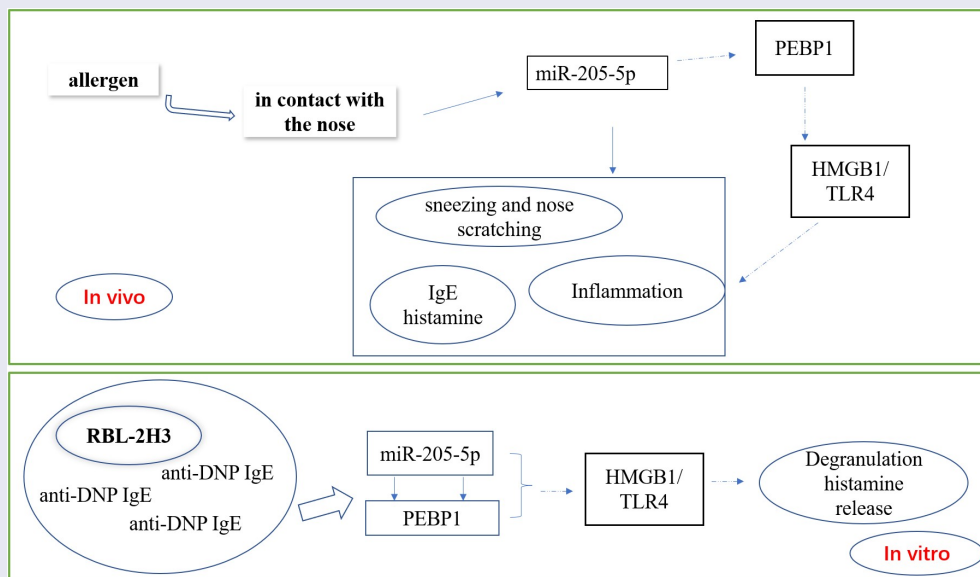 allergen
in contact with
the nose
miR-205-5p
PEBP1
HMGB1/
TLR4
sneezing and nose
scratching
IgE
histamine
Inflammation
In vivo
RBL-2H3
anti-DNP IgE
anti-DNP IgE
anti-DNP IgE
miR-205-5p
PEBP1
HMGB1/
TLR4
Degranulation
histamine
release
In vitro